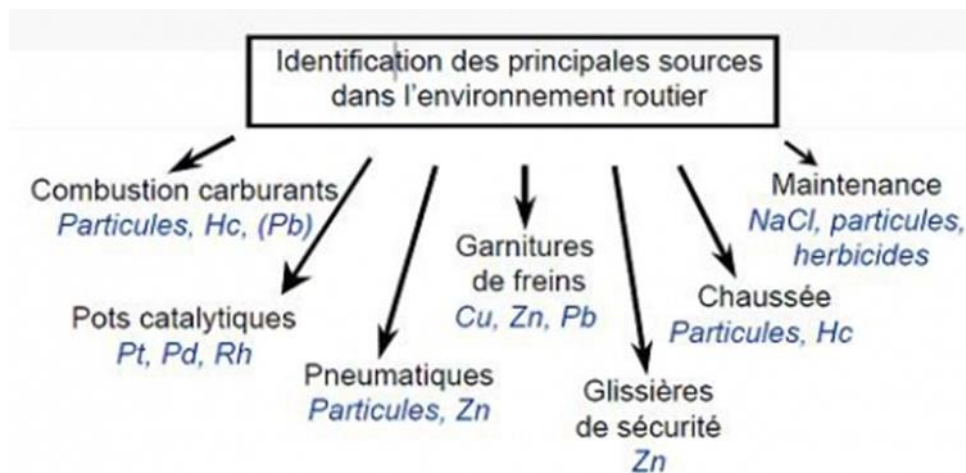 Identification des principales sources
dans l'environnement routier
Combustion carburants
Particules, Hc, (Pb)
Pots catalytiques
Pt, Pd, Rh
Pneumatiques
Particules, Zn
Garnitures
de freins
Cu, Zn, Pb
Glissières
de sécurité
Zn
Chaussée
Particules, Hc
Maintenance
NaCl, particules,
herbicides